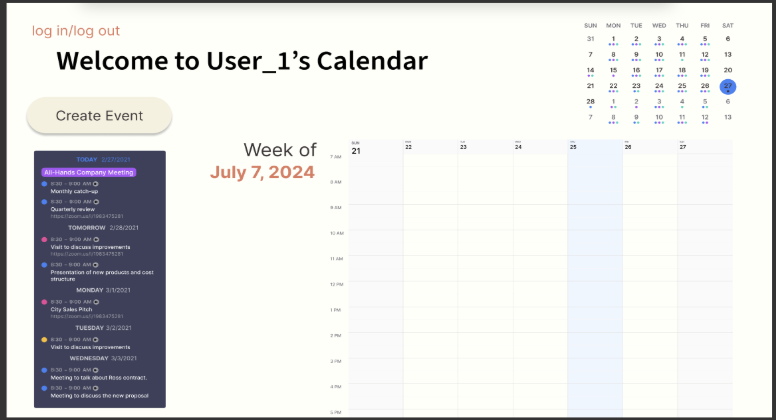 log in/log out
Welcome to User_1's Calendar
Create Event
SUN MON TUE WED THU FRI SAT
31 1 2 3 4 5 6
7 8 9 10 11 12 13
14 15 16 17 18 19 20
21 22 23 24 25 26 27
28 1 2 3 4 5 6
7 8 9 10 11 12 13
TODAY 2/27/2021
All-Hands Company Meeting
8:30 - 9:00 AM
Monthly catch-up
8:30 - 9:00 AM
Quarterly review
https://zoom.us/i/1983475281
TOMORROW 2/28/2021
8:30 - 9:00 AM
Visit to discuss improvements
https://zoom.us/i/1983475281
8:30 - 9:00 AM
Presentation of new products and cost
structure
MONDAY 3/1/2021
8:30 - 9:00 AM
City Sales Pitch
https://zoom.us/i/1983475281
TUESDAY 3/2/2021
8:30 - 9:00 AM
Visit to discuss improvements
WEDNESDAY 3/3/2021
8:30 - 9:00 AM
Meeting to talk about Ross contract.
8:30 - 9:00 AM
Meeting to discuss the new proposal
Week of
July 7, 2024
SUN
21 22 23 24 25 26 27
7 AM
8 AM
9 AM
10 AM
11 AM
12 PM
1 PM
2 PM
3 PM
4 PM
5 PM